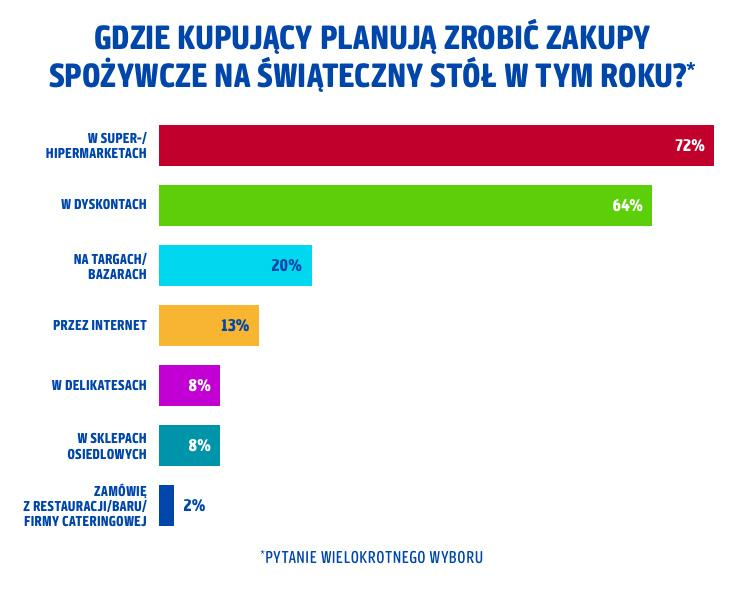 GDZIE KUPUJĄCY PLANUJĄ ZROBIĆ ZAKUPY
SPOŻYWCZE NA ŚWIĄTECZNY STÓŁ W TYM ROKU?*
W SUPER-/
HIPERMARKETACH
72%
W DYSKONTACH
64%
NA TARGACH/
BAZARACH
20%
PRZEZ INTERNET
13%
W DELIKATESACH
8%
W SKLEPACH
OSIEDLOWYCH
8%
ZAMÓWIĘ
Z RESTAURACJI/BARU/
FIRMY CATERINGOWEJ
2%
*PYTANIE WIELOKROTNEGO WYBORU